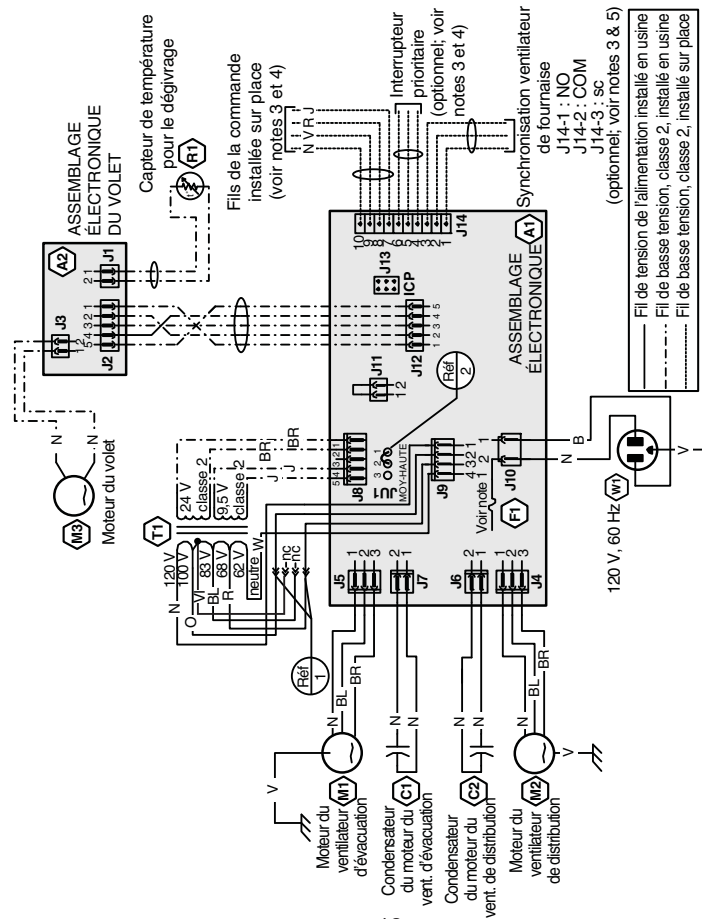 ASSEMBLAGE
ÉLECTRONIQUE
DU VOLET
A2
J3
1 2
J2
5 4 3 2 1
J1
2 1
Capteur de température
pour le dégivrage
R1
t°
N
N
M3
Moteur du volet
Fils de la commande
installée sur place
(voir notes 3 et 4)
N V R J
Interrupteur
prioritaire
(optionnel; voir
notes 3 et 4)
Synchronisation ventilateur
de fournaise
J14-1 : NO
J14-2 : COM
J14-3 : sc
(optionnel; voir notes 3 & 5)
T1
120 V
100 V
83 V
68 V
62 V
neutre
24 V
classe 2
9,5 V
classe 2
BR
BR
J
J
N
O
VI
BL
R
W
nc
nc
Réf
1
J8
5 4 3 2 1
JU1
3 2 1
MOY-HAUTE
Réf
2
J9
4 3 2 1
J11
1 2
J12
1 2 3 4 5
ICP
J13
J14
10 9 8 7 6 5 4 3 2 1
A1
ASSEMBLAGE
ÉLECTRONIQUE
J10
2 1
Voir note 1
F1
N
B
V
120 V, 60 Hz
W1
J5
1
2
3
J7
2
1
J6
2
1
J4
1
2
3
V
N
BL
BR
Moteur du
ventilateur
d'évacuation
M1
N
N
Condensateur
du moteur du
vent. d'évacuation
C1
N
N
Condensateur
du moteur du
vent. de distribution
C2
N
BL
BR
V
Moteur du
ventilateur
de distribution
M2
Fil de tension de l'alimentation installé en usine
Fil de basse tension, classe 2, installé en usine
Fil de basse tension, classe 2, installé sur place